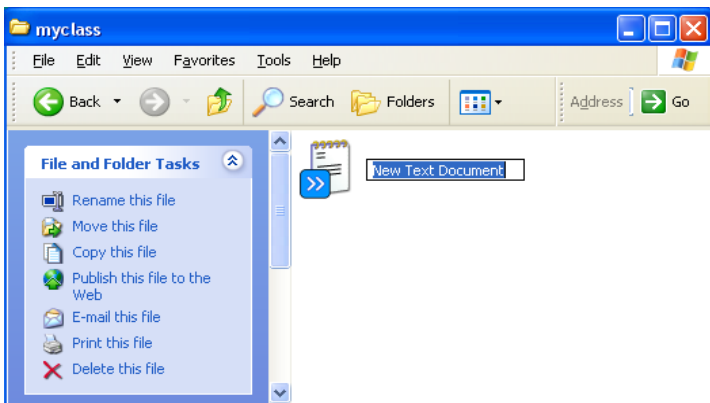 myclass
File Edit View Favorites Tools Help
Back Search Folders Address Go
File and Folder Tasks
New Text Document
Rename this file
Move this file
Copy this file
Publish this file to the
Web
E-mail this file
Print this file
Delete this file